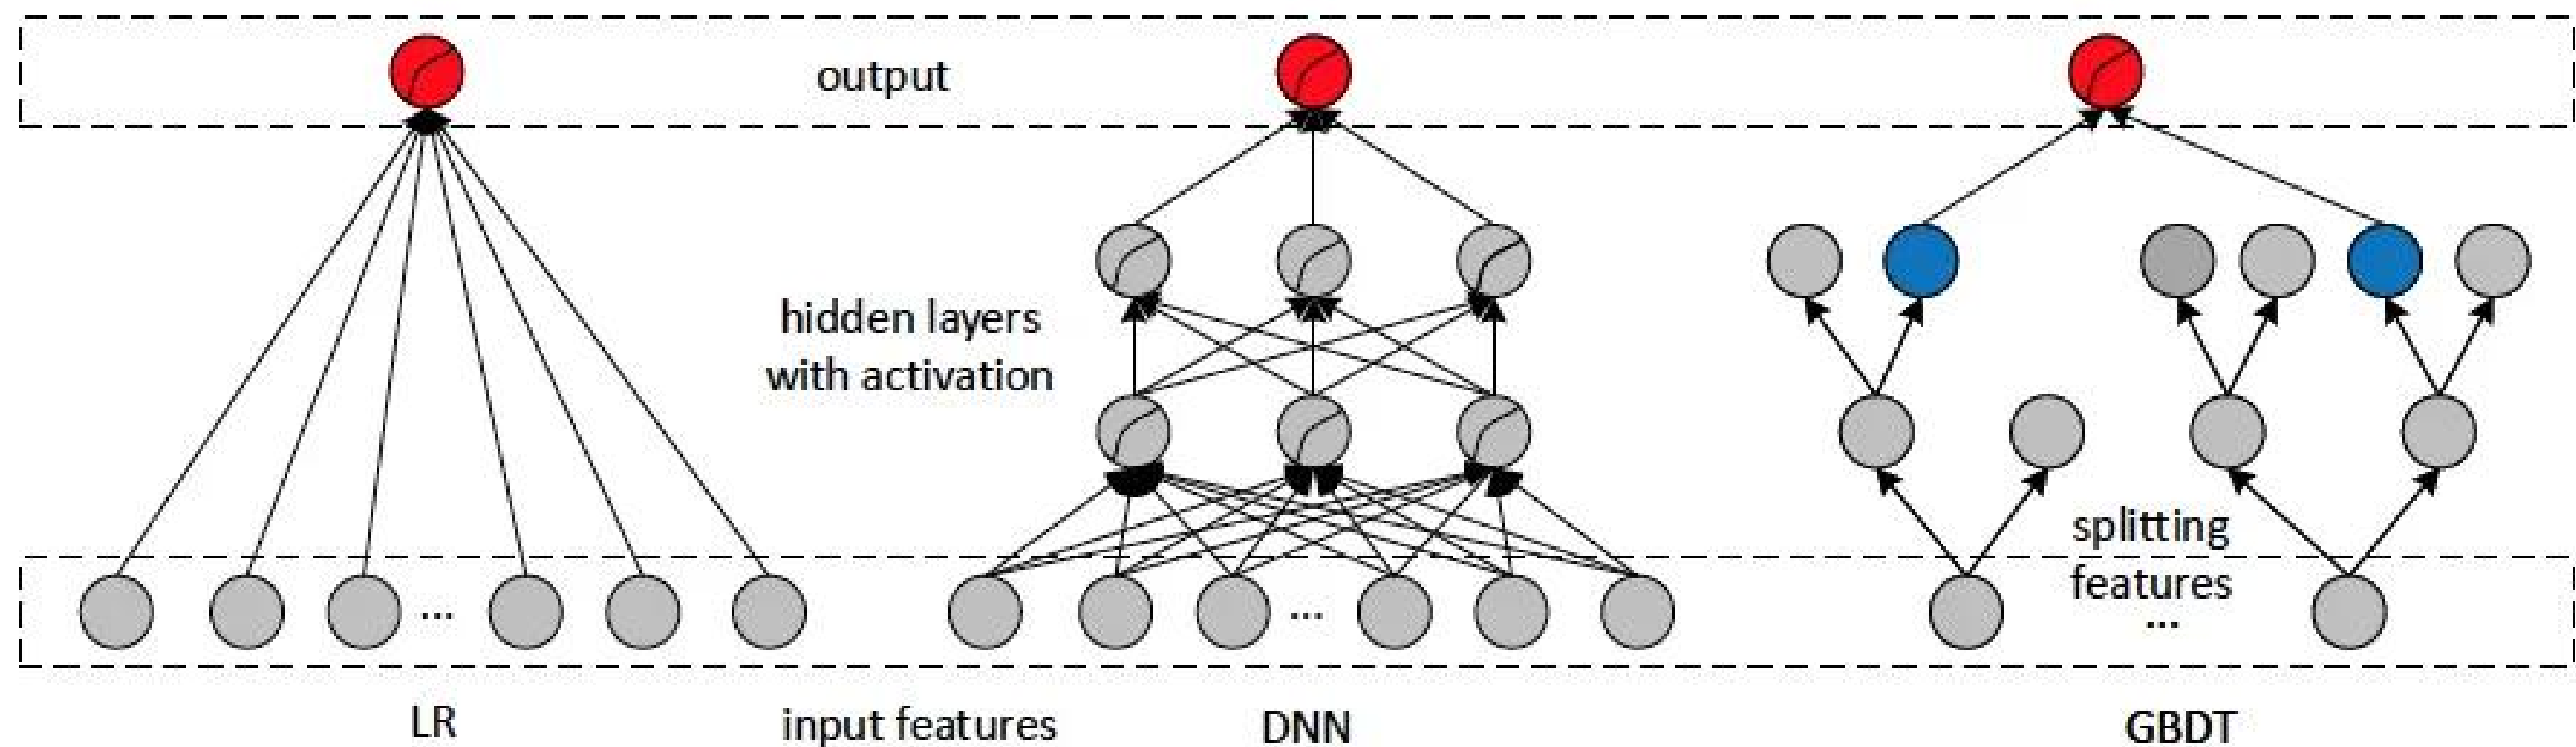 output
hidden layers
with activation
splitting
features
...
...
...
LR
input features
DNN
GBDT